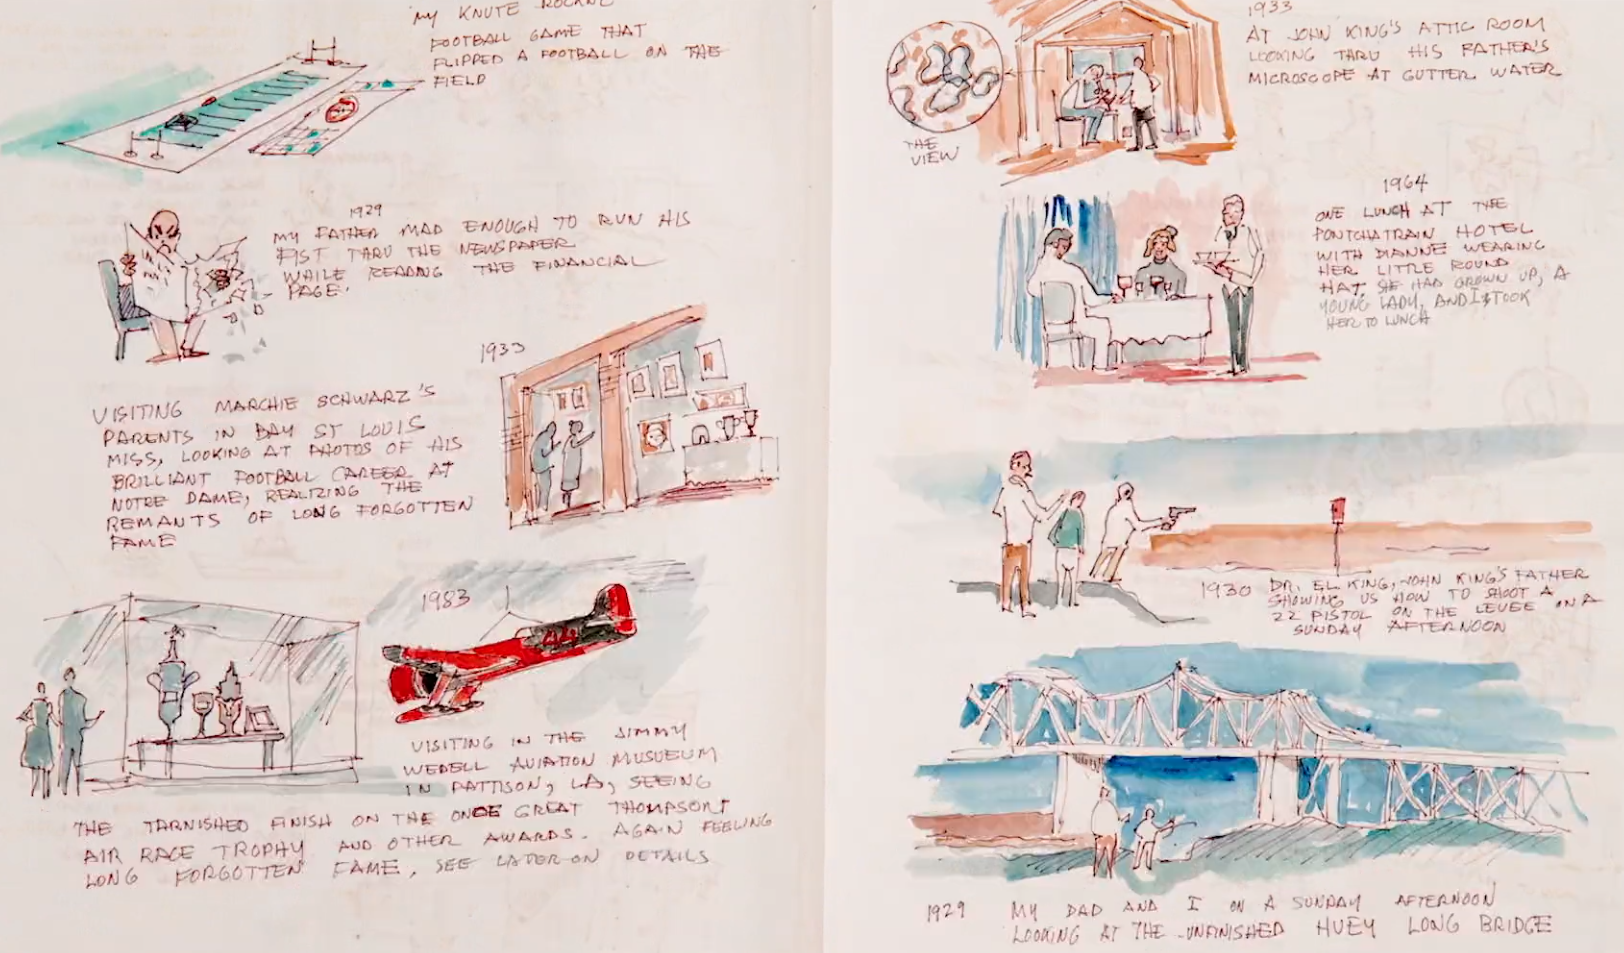 MY KNUTE ROCKNE
FOOTBALL GAME THAT
FLIPPED A FOOTBALL ON THE
FIELD
1929
MY FATHER MAD ENOUGH TO RUN HIS
FIST THRU THE NEWSPAPER
WHILE READING THE FINANCIAL
PAGE.
1933
VISITING MARCHIE SCHWARZ'S
PARENTS IN BAY ST LOUIS
MISS, LOOKING AT PHOTOS OF HIS
BRILLIANT FOOTBALL CAREER AT
NOTRE DAME, REALIZING THE
REMANTS OF LONG FORGOTTEN
FAME
1983
VISITING IN THE JIMMY
WEDELL AVIATION MUSUEUM
IN PATTISON, LA, SEEING
THE TARNISHED FINISH ON THE ONCE GREAT THOMPSON
AIR RACE TROPHY AND OTHER AWARDS. AGAIN FEELING
LONG FORGOTTEN FAME, SEE LATER ON DETAILS
1933
AT JOHN KING'S ATTIC ROOM
LOOKING THRU HIS FATHER'S
MICROSCOPE AT GUTTER WATER
THE
VIEW
1964
ONE LUNCH AT THE
PONTCHATRAIN HOTEL
WITH DIANNE WEARING
HER LITTLE ROUND
HAT. SHE HAD GROWN UP, A
YOUNG LADY, AND I TOOK
HER TO LUNCH
1930 DR. EL KING, JOHN KING'S FATHER
SHOWING US HOW TO SHOOT A
22 PISTOL ON THE LEVEE ON A
SUNDAY AFTERNOON
1929 MY DAD AND I ON A SUNDAY AFTERNOON
LOOKING AT THE UNFINISHED HUEY LONG BRIDGE